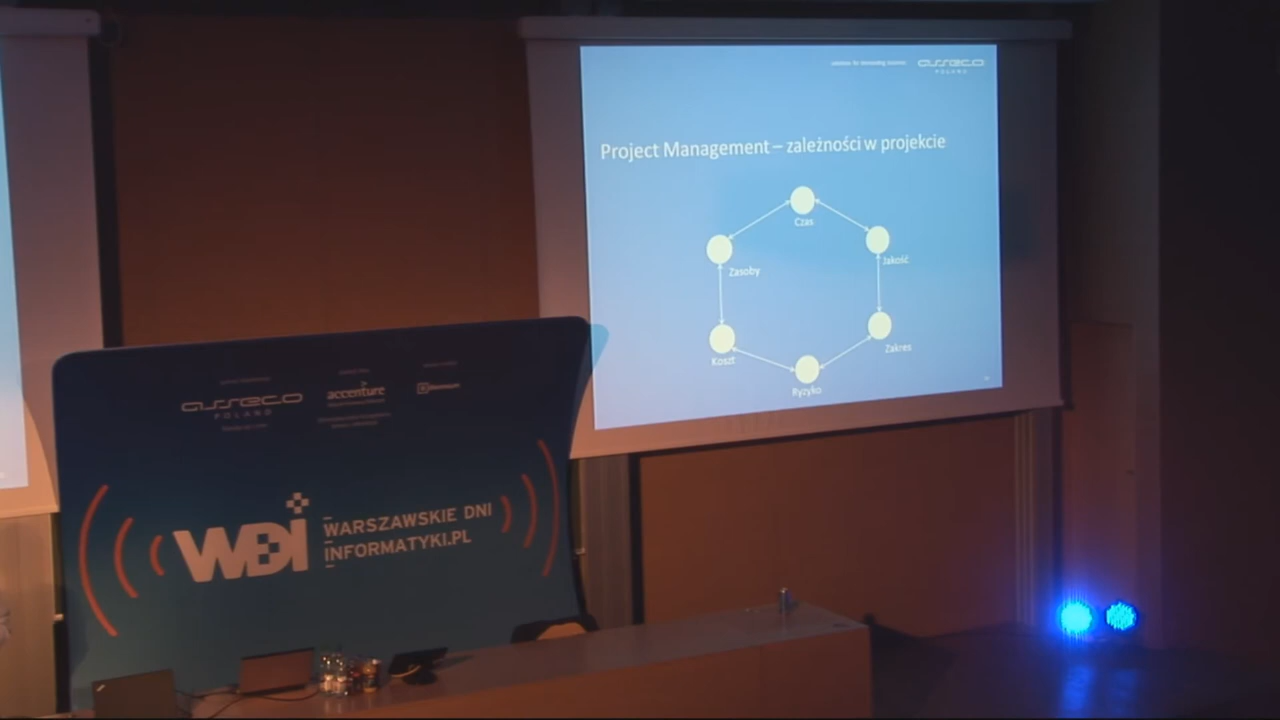 asseco
POLAND
Project Management – zależności w projekcie
Czas
Zasoby
Jakość
Koszt
Zakres
Ryzyko
asseco
POLAND
accenture
WDI
WARSZAWSKIE DNI
INFORMATYKI.PL